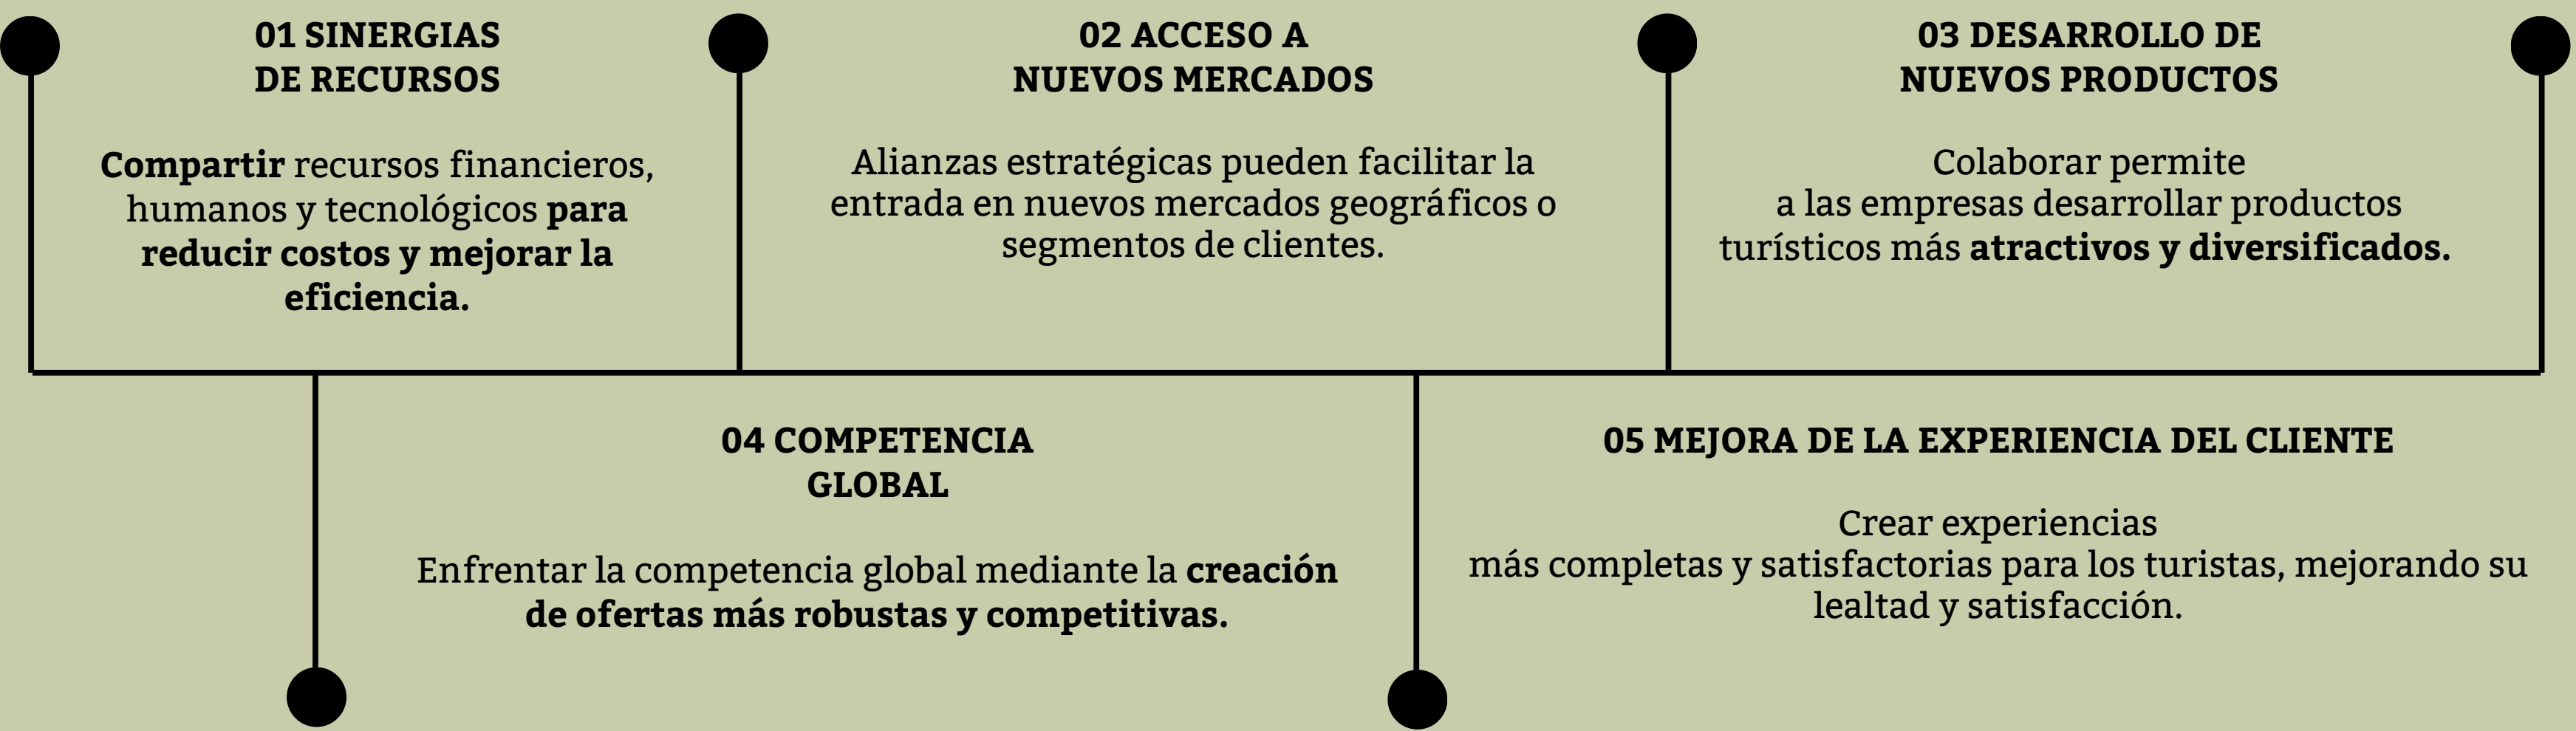 01 SINERGIAS
DE RECURSOS
Compartir recursos financieros,
humanos y tecnológicos para
reducir costos y mejorar la
eficiencia.
02 ACCESO A
NUEVOS MERCADOS
Alianzas estratégicas pueden facilitar la
entrada en nuevos mercados geográficos o
segmentos de clientes.
03 DESARROLLO DE
NUEVOS PRODUCTOS
Colaborar permite
a las empresas desarrollar productos
turísticos más atractivos y diversificados.
04 COMPETENCIA
GLOBAL
Enfrentar la competencia global mediante la creación
de ofertas más robustas y competitivas.
05 MEJORA DE LA EXPERIENCIA DEL CLIENTE
Crear experiencias
más completas y satisfactorias para los turistas, mejorando su
lealtad y satisfacción.